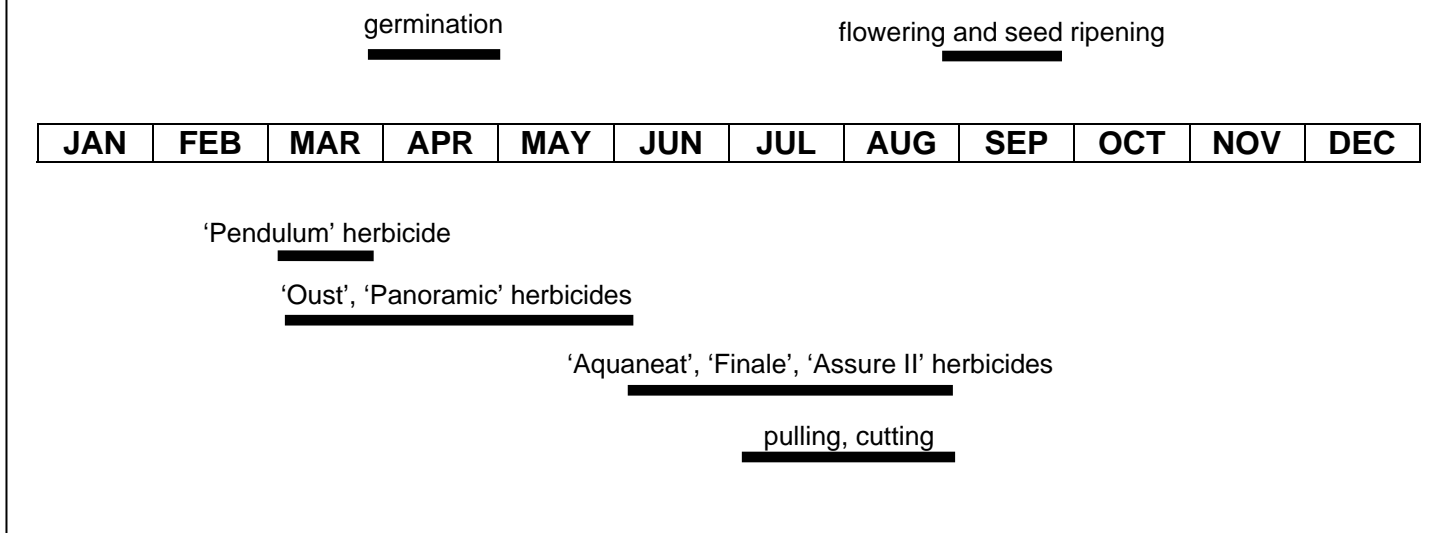 germination
flowering and seed ripening
JAN FEB MAR APR MAY JUN JUL AUG SEP OCT NOV DEC
‘Pendulum’ herbicide
‘Oust’, ‘Panoramic’ herbicides
‘Aquaneat’, ‘Finale’, ‘Assure II’ herbicides
pulling, cutting